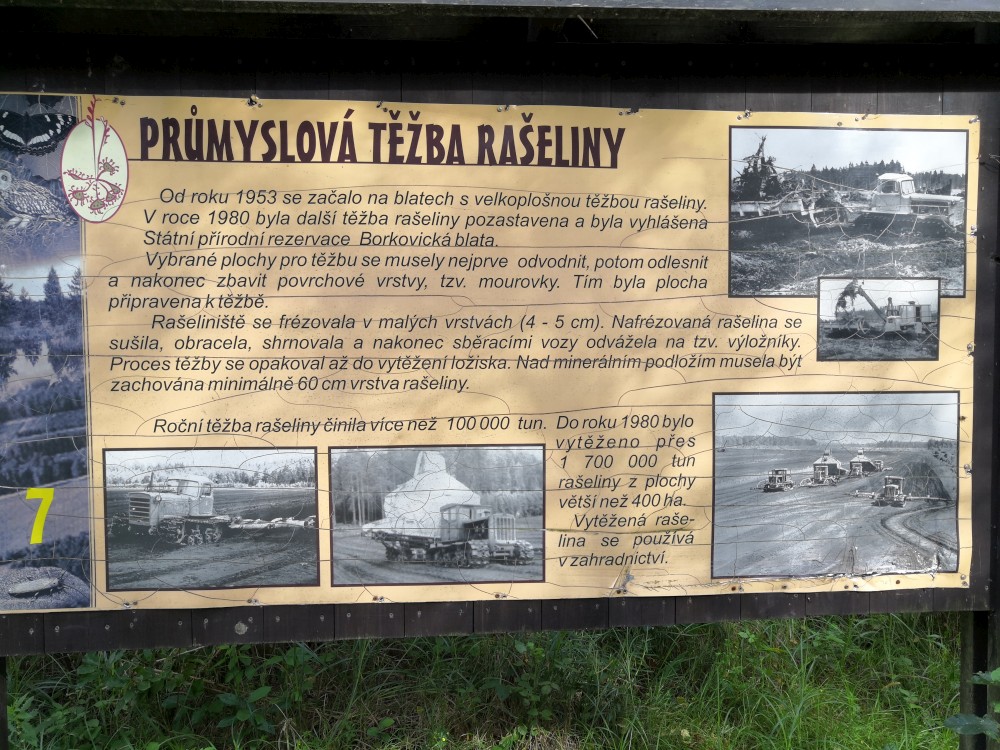 PRŮMYSLOVÁ TĚŽBA RAŠELINY
Od roku 1953 se začalo na blatech s velkoplošnou těžbou rašeliny.
V roce 1980 byla další těžba rašeliny pozastavena a byla vyhlášena
Státní přírodní rezervace Borkovická blata.
Vybrané plochy pro těžbu se musely nejprve odvodnit, potom odlesnit
a nakonec zbavit povrchové vrstvy, tzv. mourovky. Tím byla plocha
připravena k těžbě.
Rašeliniště se frézovala v malých vrstvách (4 - 5 cm). Nafrézovaná rašelina se
sušila, obracela, shrnovala a nakonec sběracími vozy odvážela na tzv. výložníky.
Proces těžby se opakoval až do vytěžení ložiska. Nad minerálním podložím musela být
zachována minimálně 60 cm vrstva rašeliny.
Roční těžba rašeliny činila více než 100 000 tun. Do roku 1980 bylo
vytěženo přes
1 700 000 tun
rašeliny z plochy
větší než 400 ha.
Vytěžená raše-
lina se používá
v zahradnictví.
7